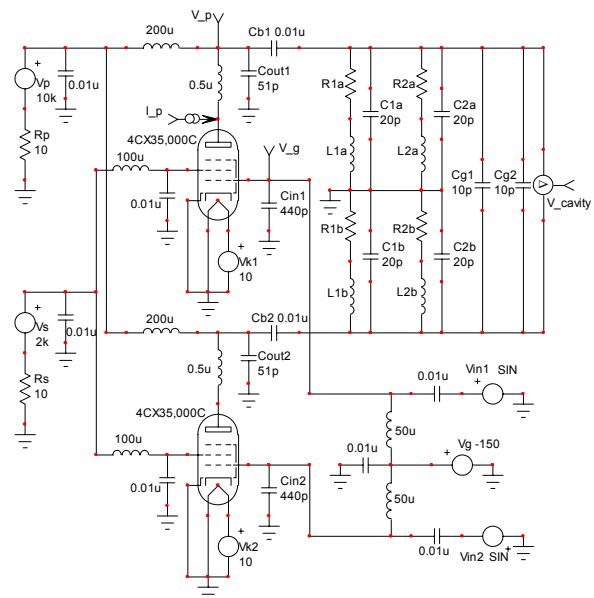 V_p
200u
Cb1 0.01u
Vp
10k
0.01u
0.5u
Cout1
51p
R1a
C1a
20p
R2a
C2a
20p
I_p
4CX35,000C
V_g
Rp
10
100u
L1a
L2a
0.01u
Cin1
440p
Cg1
10p
Cg2
10p
V_cavity
R1b
C1b
20p
R2b
C2b
20p
Vk1
10
L1b
L2b
Vs
2k
0.01u
200u
Cb2 0.01u
Rs
10
0.5u
Cout2
51p
4CX35,000C
0.01u
Vin1 SIN
100u
50u
0.01u
Vg -150
0.01u
Cin2
440p
50u
Vk2
10
0.01u
Vin2 SIN